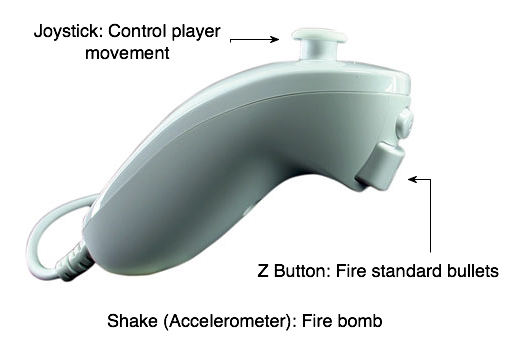 Joystick: Control player
movement
Z Button: Fire standard bullets
Shake (Accelerometer): Fire bomb